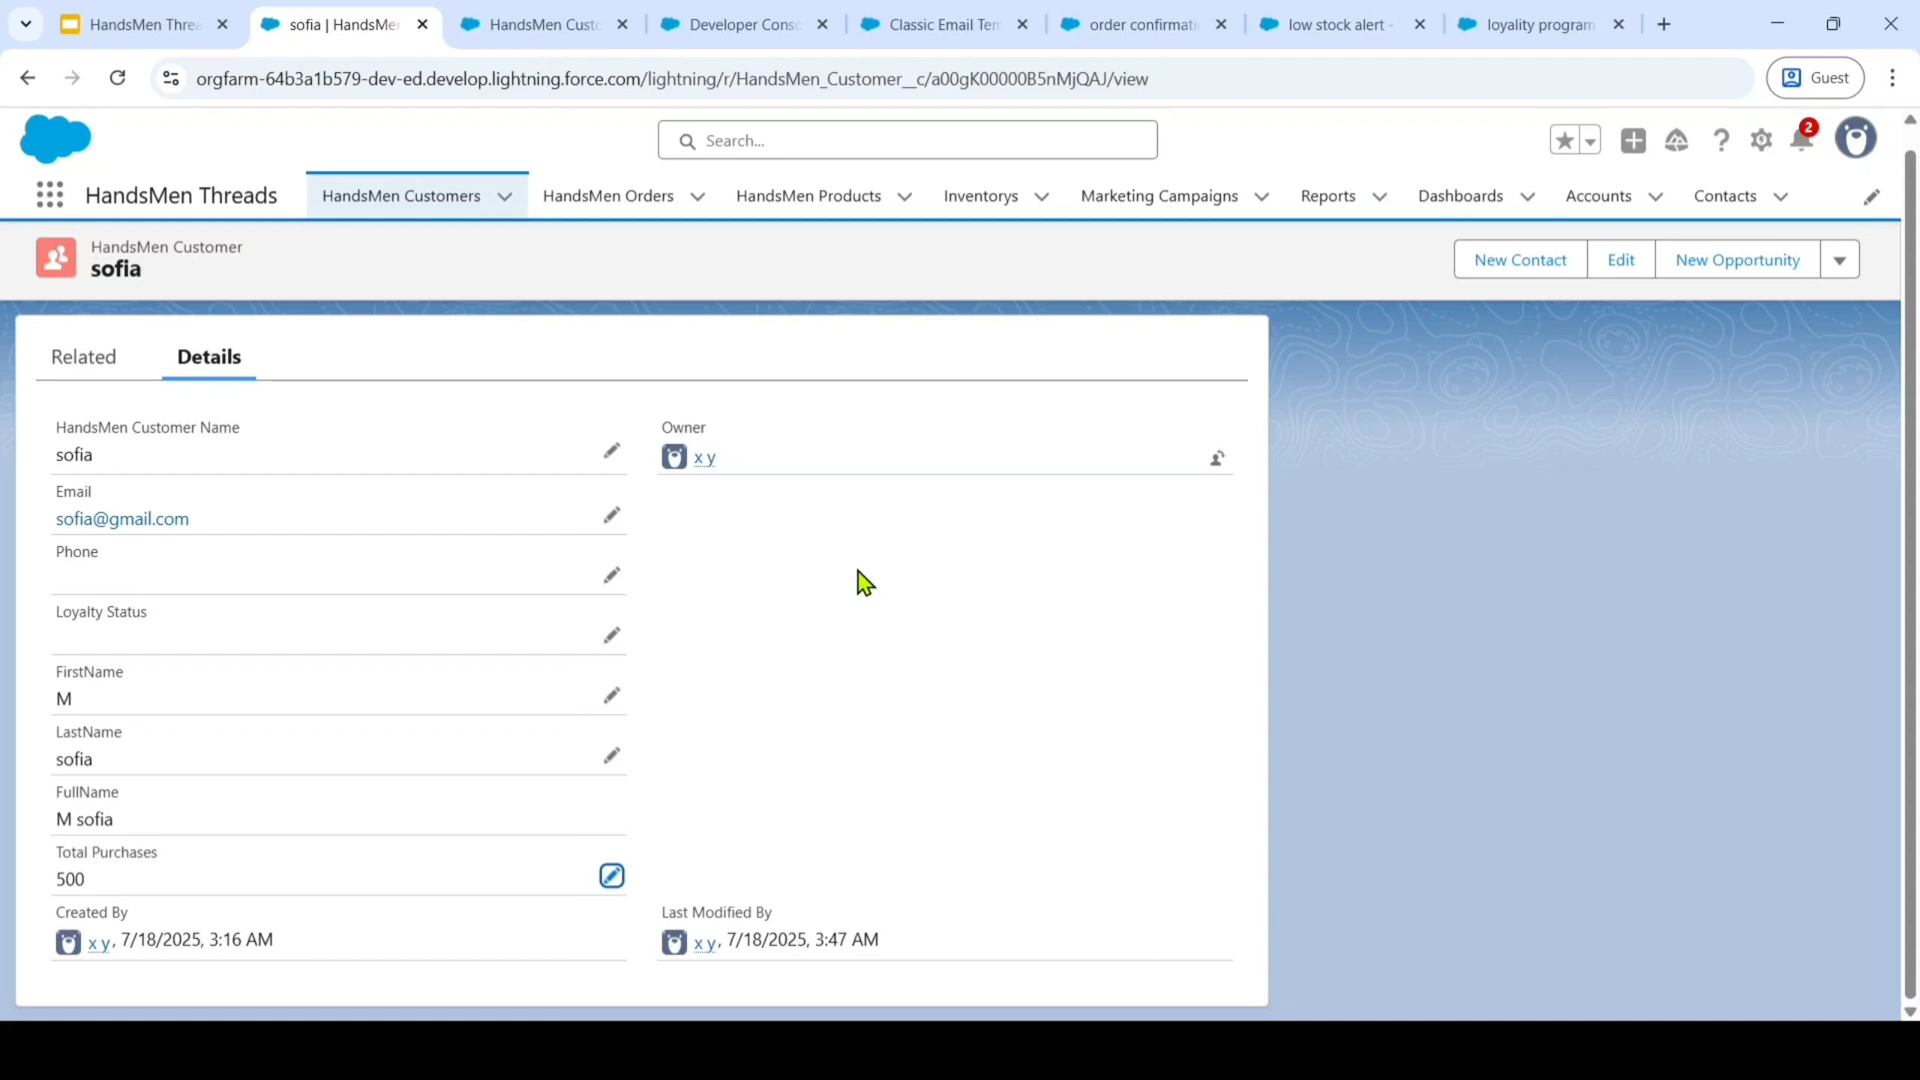 HandsMen Threa
sofia | HandsMe
HandsMen Custo
Developer Conso
Classic Email Tem
order confirmati
low stock alert -
loyality program
orgfarm-64b3a1b579-dev-ed.develop.lightning.force.com/lightning/r/HandsMen_Customer__c/a00gK00000B5nMjQAJ/view
Guest
Search...
2
HandsMen Threads
HandsMen Customers
HandsMen Orders
HandsMen Products
Inventorys
Marketing Campaigns
Reports
Dashboards
Accounts
Contacts
HandsMen Customer
sofia
New Contact
Edit
New Opportunity
Related
Details
HandsMen Customer Name
sofia
Owner
x y
Email
sofia@gmail.com
Phone
Loyalty Status
FirstName
M
LastName
sofia
FullName
M sofia
Total Purchases
500
Created By
x y, 7/18/2025, 3:16 AM
Last Modified By
x y, 7/18/2025, 3:47 AM